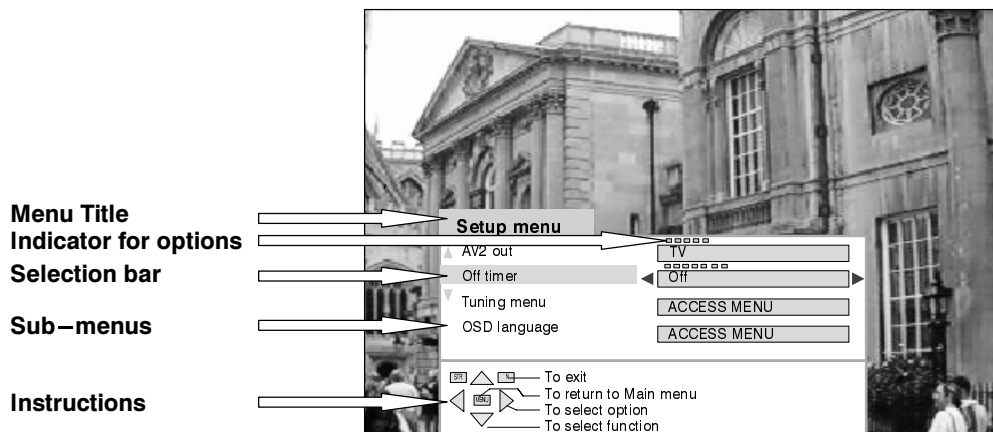 Menu Title
Indicator for options
Selection bar
Sub-menus
Instructions
Setup menu
AV2 out
TV
Off timer
Off
Tuning menu
ACCESS MENU
OSD language
ACCESS MENU
STR
N
To exit
MENU
To return to Main menu
To select option
To select function